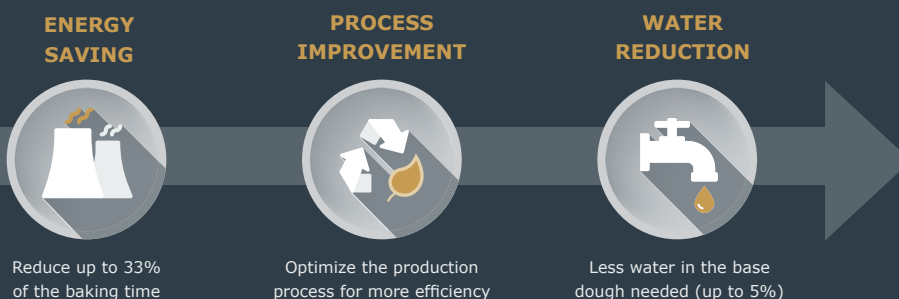 ENERGY
SAVING
PROCESS
IMPROVEMENT
WATER
REDUCTION
Reduce up to 33%
of the baking time
Optimize the production
process for more efficiency
Less water in the base
dough needed (up to 5%)